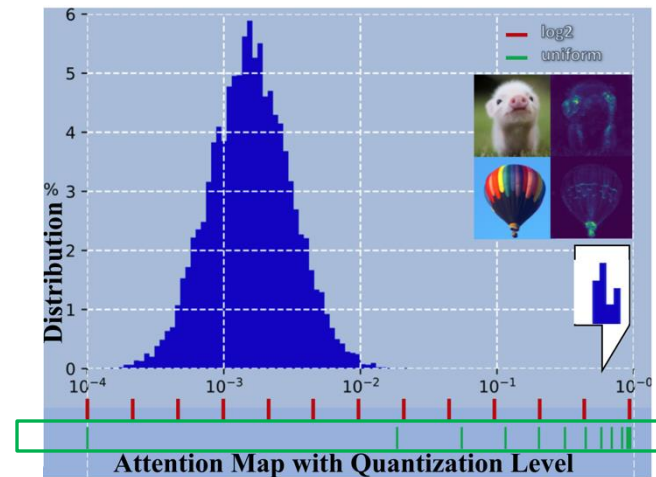 6
log2
uniform
5
4
%
3
Distribution
2
1
0
10⁻⁴ 10⁻³ 10⁻² 10⁻¹ 10⁻⁰
Attention Map with Quantization Level